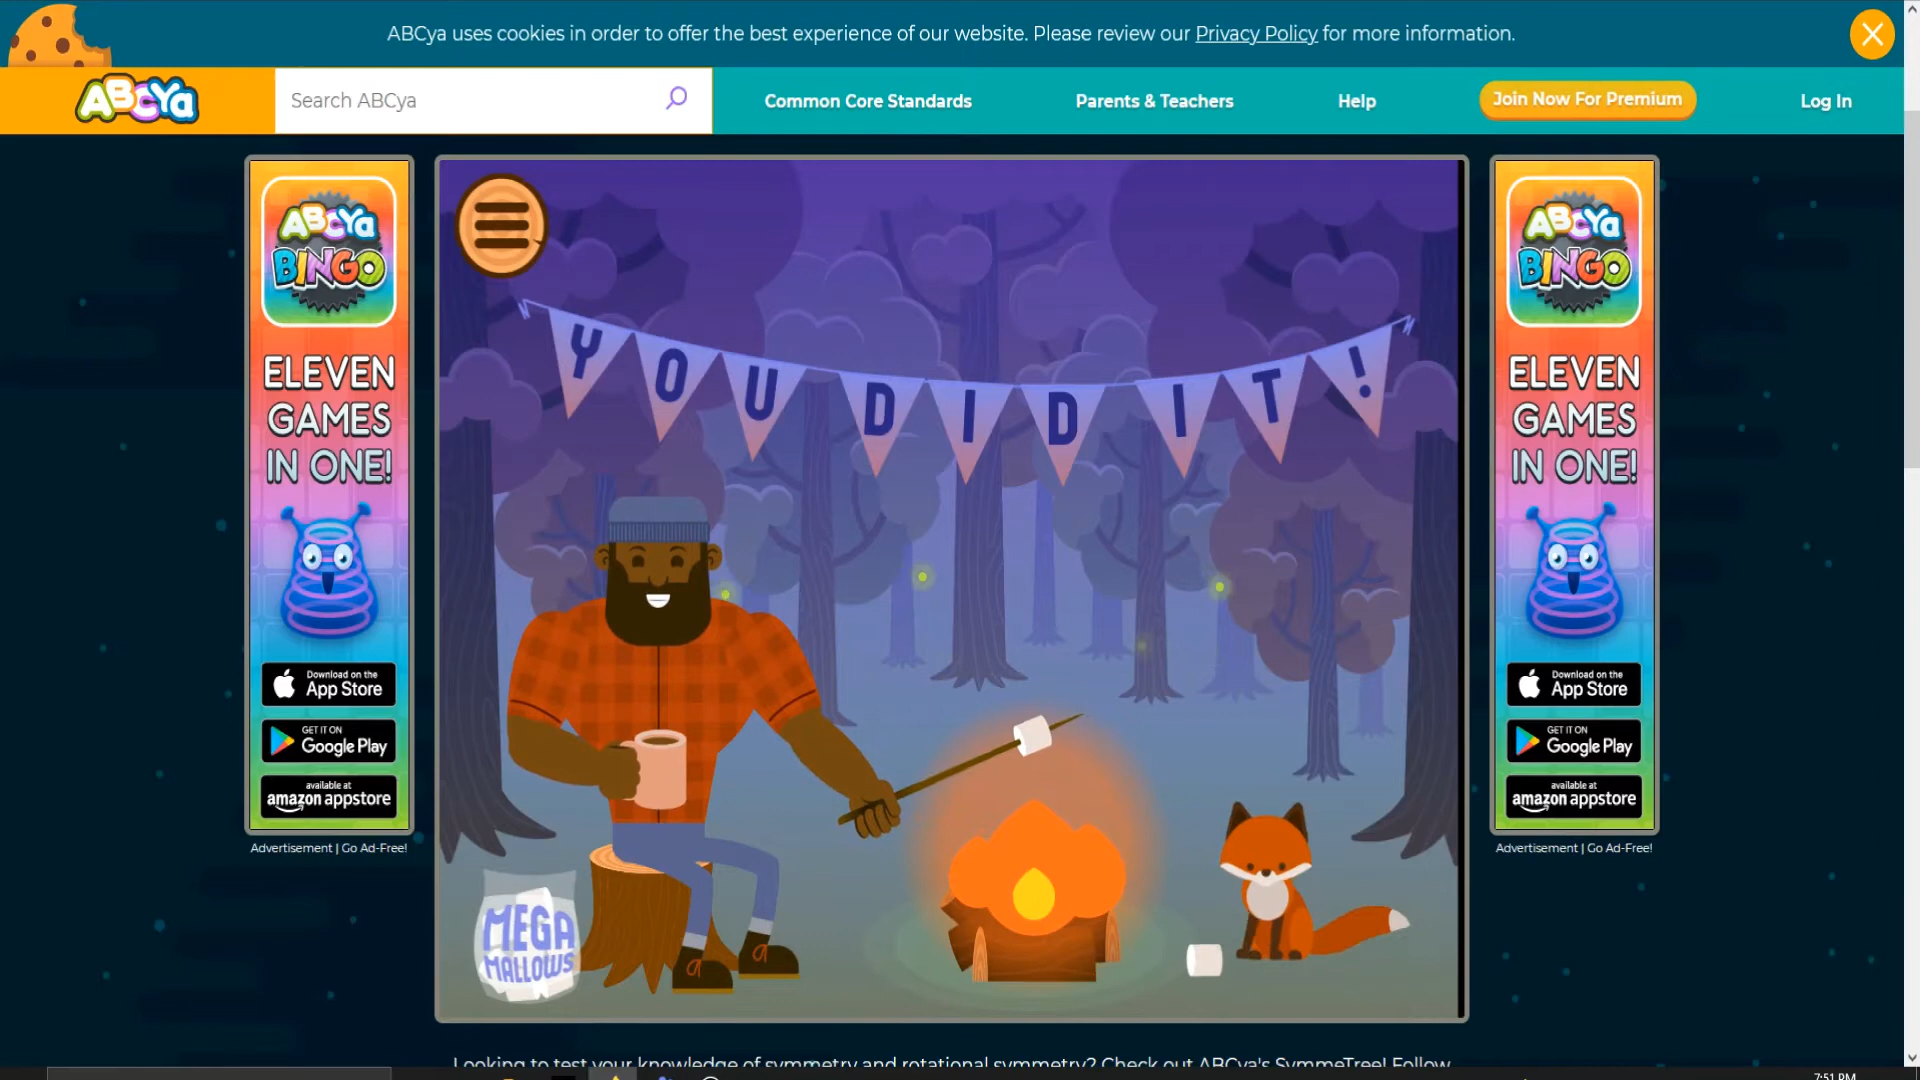 ABCya uses cookies in order to offer the best experience of our website. Please review our Privacy Policy for more information.
ABCYa
Search ABCya
Common Core Standards
Parents & Teachers
Help
Join Now For Premium
Log In
ABCYa
BINGO
ELEVEN
GAMES
IN ONE!
Download on the
App Store
GET IT ON
Google Play
available at
amazon appstore
Advertisement | Go Ad-Free!
YOU DID IT!
MEGA
MALLOWS
ABCYa
BINGO
ELEVEN
GAMES
IN ONE!
Download on the
App Store
GET IT ON
Google Play
available at
amazon appstore
Advertisement | Go Ad-Free!
Looking to test your knowledge of symmetry and rotational symmetry? Check out ABCya's SymmeTree! Follow
7:51 PM